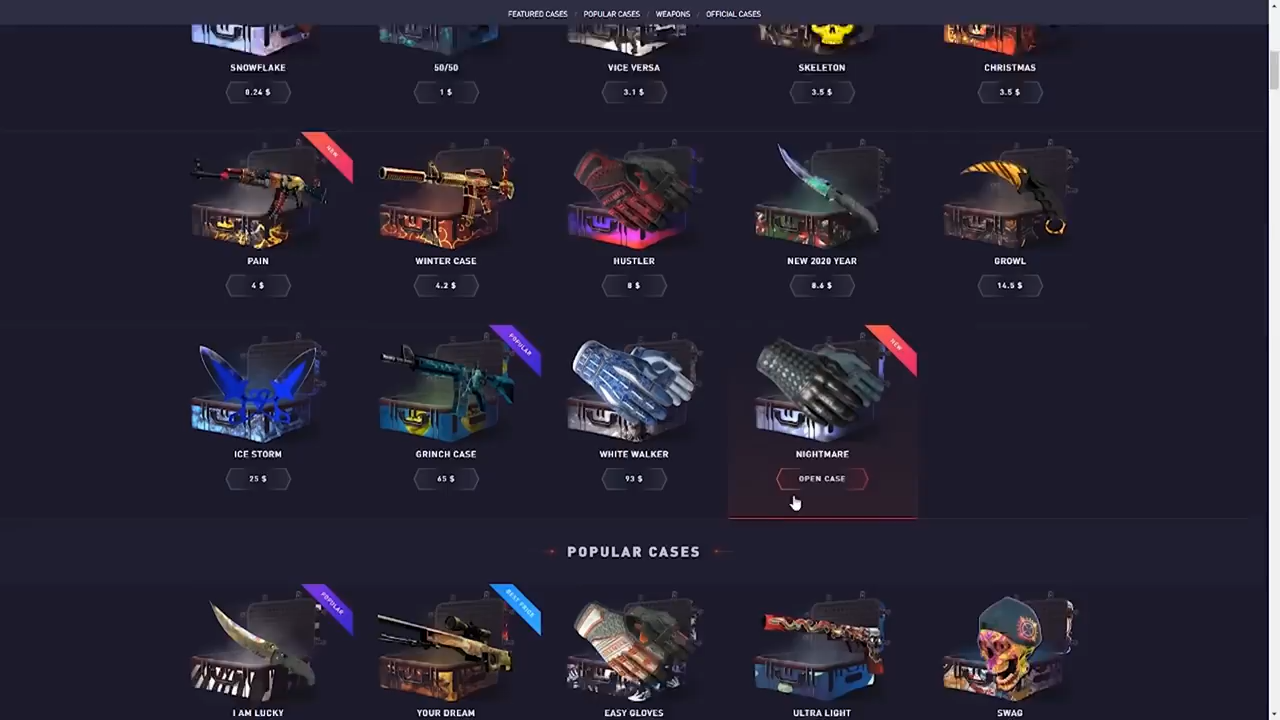 FEATURED CASES / POPULAR CASES / WEAPONS / OFFICIAL CASES
SNOWFLAKE 50/50 VICE VERSA SKELETON CHRISTMAS
0.24 $ 1 $ 3.1 $ 3.5 $ 3.5 $
NEW
PAIN WINTER CASE HUSTLER NEW 2020 YEAR GROWL
4 $ 4.2 $ 8 $ 8.6 $ 14.5 $
POPULAR NEW
ICE STORM GRINCH CASE WHITE WALKER NIGHTMARE
25 $ 65 $ 93 $ OPEN CASE
POPULAR CASES
POPULAR BEST PRICE
I AM LUCKY YOUR DREAM EASY GLOVES ULTRA LIGHT SWAG